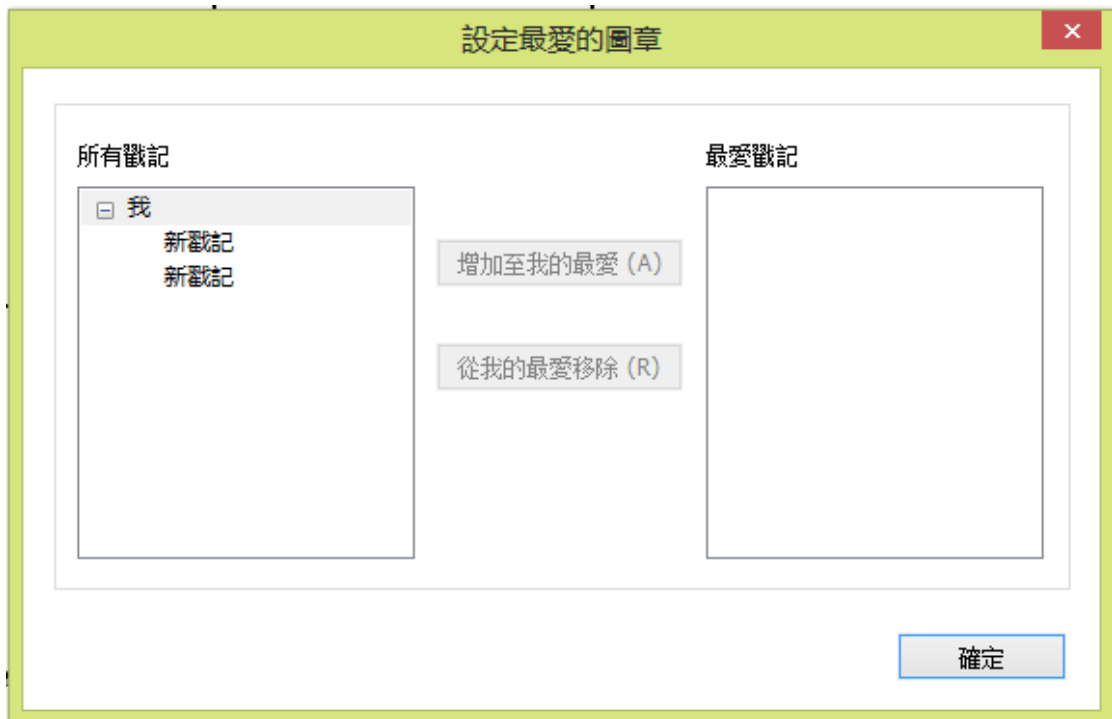 設定最愛的圖章
所有戳記
最愛戳記
我
新戳記
新戳記
增加至我的最愛 (A)
從我的最愛移除 (R)
確定